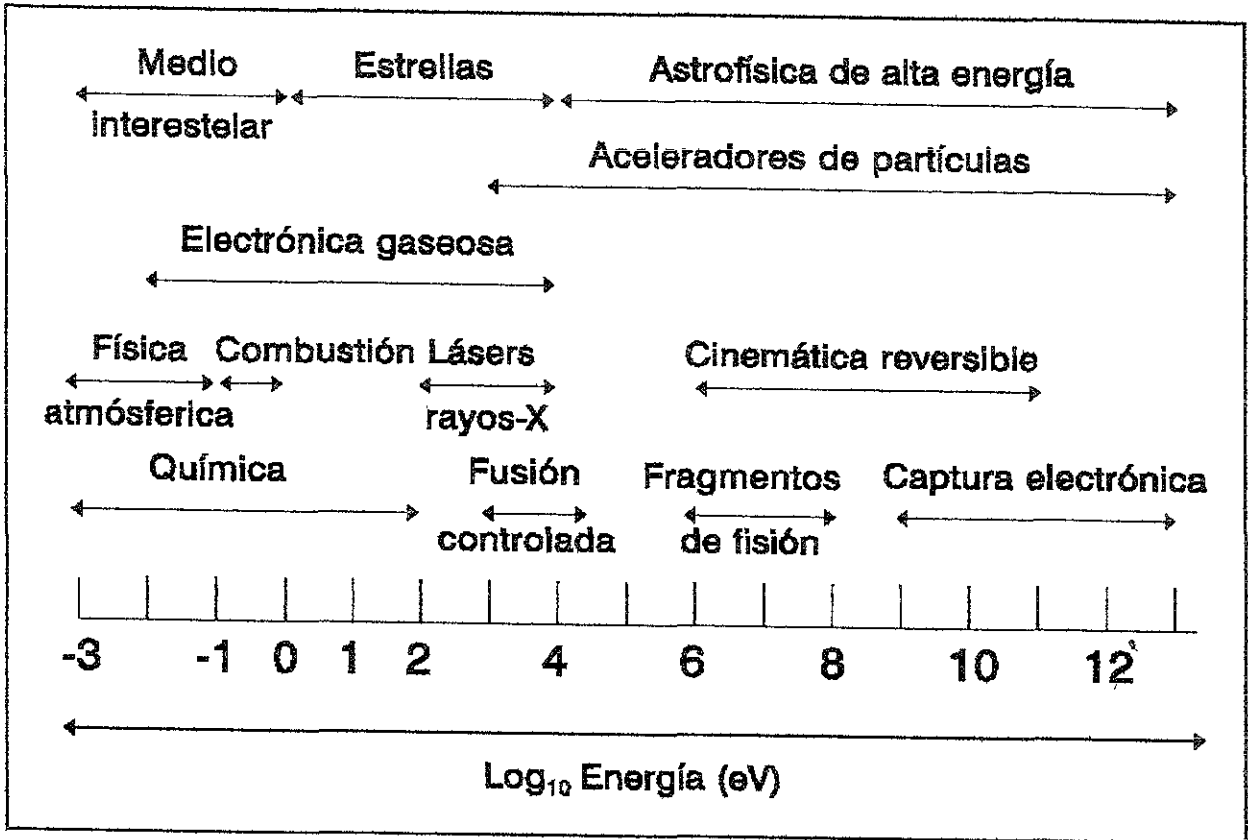 Medio Estrellas Astrofísica de alta energía
interestelar
Aceleradores de partículas
Electrónica gaseosa
Física Combustión Lásers Cinemática reversible
atmósferica rayos-X
Química Fusión Fragmentos Captura electrónica
controlada de fisión
-3 -1 0 1 2 4 6 8 10 12
Log₁₀ Energía (eV)